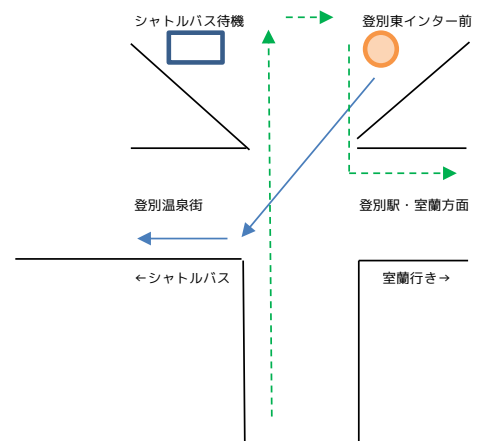 シャトルバス待機
登別東インター前
登別温泉街
登別駅・室蘭方面
←シャトルバス
室蘭行き→